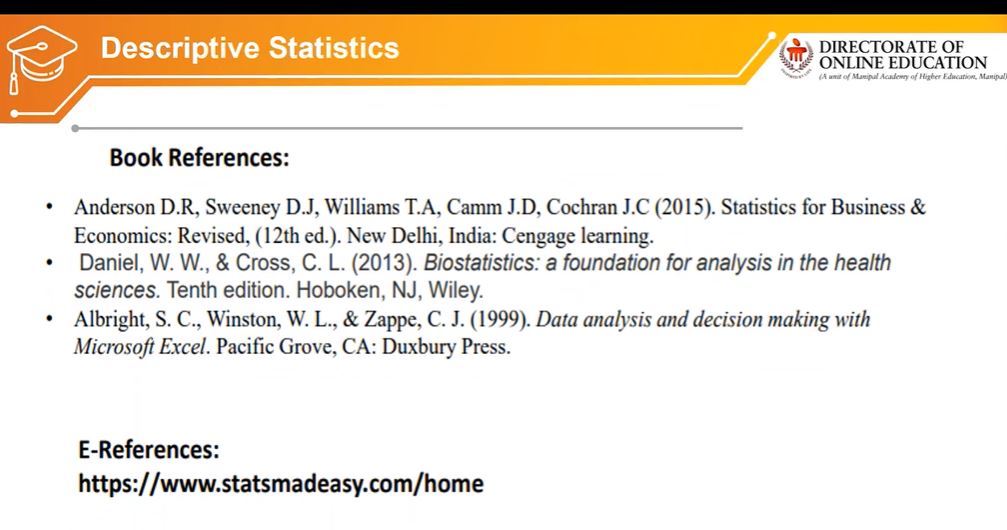 Descriptive Statistics
DIRECTORATE OF
ONLINE EDUCATION
(A unit of Manipal Academy of Higher Education, Manipal)
Book References:
• Anderson D.R, Sweeney D.J, Williams T.A, Camm J.D, Cochran J.C (2015). Statistics for Business &
Economics: Revised, (12th ed.). New Delhi, India: Cengage learning.
• Daniel, W. W., & Cross, C. L. (2013). Biostatistics: a foundation for analysis in the health
sciences. Tenth edition. Hoboken, NJ, Wiley.
• Albright, S. C., Winston, W. L., & Zappe, C. J. (1999). Data analysis and decision making with
Microsoft Excel. Pacific Grove, CA: Duxbury Press.
E-References:
https://www.statsmadeasy.com/home